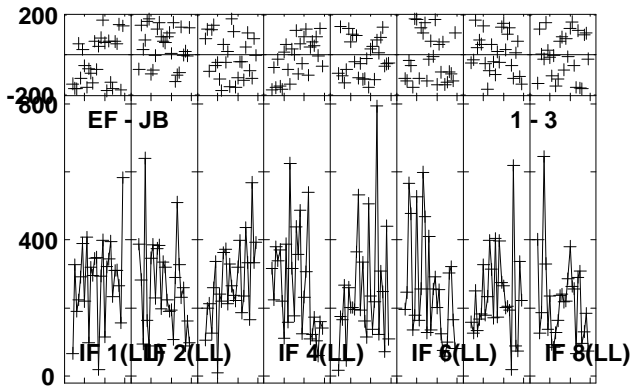 200
-200
800
EF - JB 1 - 3
400
IF 1(LL) IF 2(LL) IF 4(LL) IF 6(LL) IF 8(LL)
0